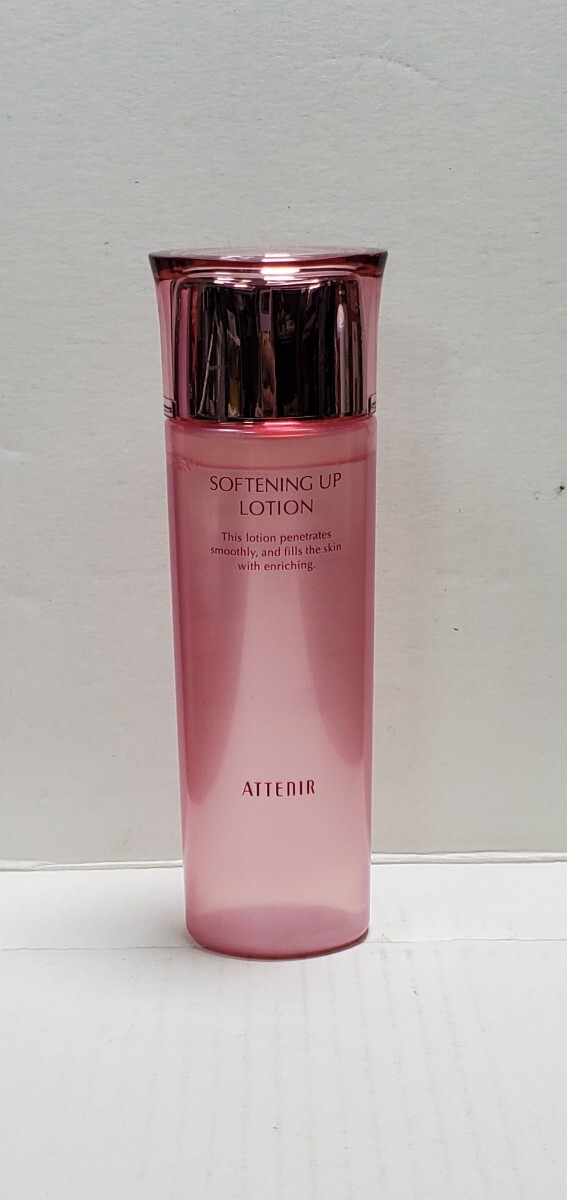 SOFTENING UP
LOTION
This lotion penetrates
smoothly, and fills the skin
with enriching.
ATTENIR